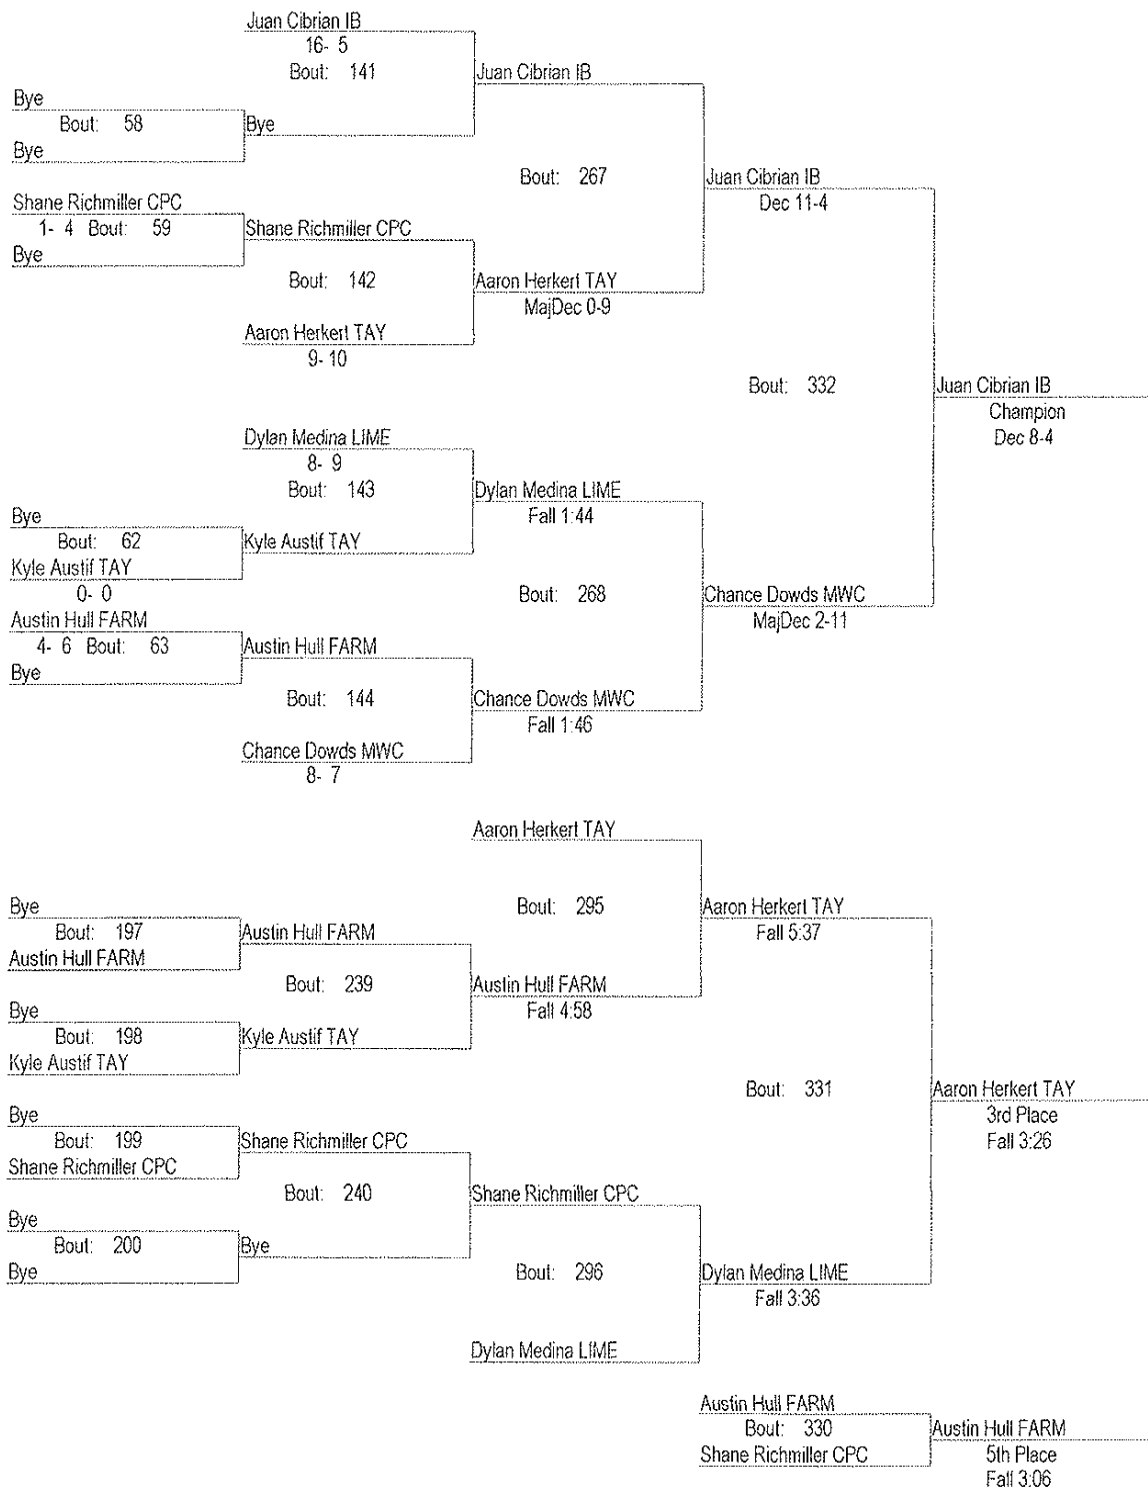 Juan Cibrian IB
16- 5
Bout: 141
Juan Cibrian IB
Bye
Bout: 58
Bye
Bye
Bout: 267
Juan Cibrian IB
Dec 11-4
Shane Richmiller CPC
1- 4 Bout: 59
Bye
Shane Richmiller CPC
Bout: 142
Aaron Herkert TAY
MajDec 0-9
Aaron Herkert TAY
9- 10
Bout: 332
Juan Cibrian IB
Champion
Dec 8-4
Dylan Medina LIME
8- 9
Bout: 143
Dylan Medina LIME
Fall 1:44
Bye
Bout: 62
Kyle Austif TAY
Kyle Austif TAY
0- 0
Bout: 268
Chance Dowds MWC
MajDec 2-11
Austin Hull FARM
4- 6 Bout: 63
Austin Hull FARM
Bye
Bout: 144
Chance Dowds MWC
Fall 1:46
Chance Dowds MWC
8- 7
Aaron Herkert TAY
Bye
Bout: 197
Austin Hull FARM
Austin Hull FARM
Bout: 295
Aaron Herkert TAY
Fall 5:37
Bout: 239
Austin Hull FARM
Fall 4:58
Bye
Bout: 198
Kyle Austif TAY
Kyle Austif TAY
Bout: 331
Aaron Herkert TAY
3rd Place
Fall 3:26
Bye
Bout: 199
Shane Richmiller CPC
Shane Richmiller CPC
Bout: 240
Shane Richmiller CPC
Bye
Bout: 200
Bye
Bye
Bout: 296
Dylan Medina LIME
Fall 3:36
Dylan Medina LIME
Austin Hull FARM
Bout: 330
Shane Richmiller CPC
Austin Hull FARM
5th Place
Fall 3:06